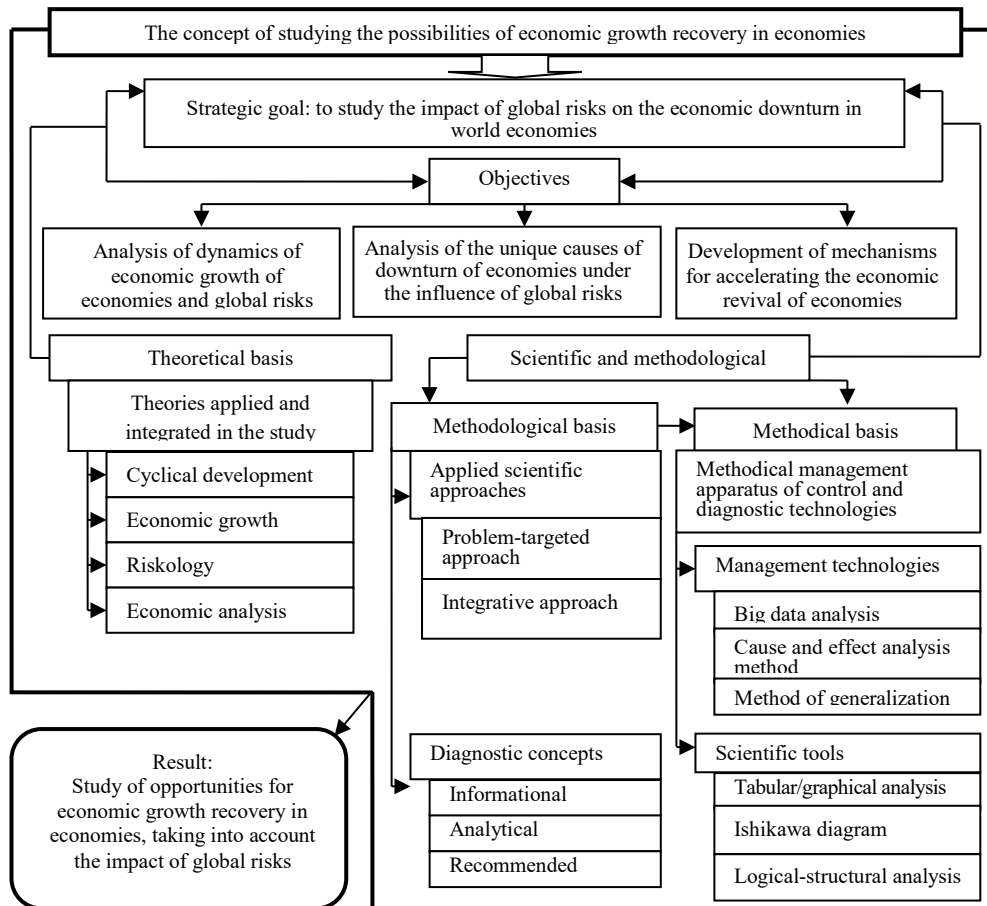 The concept of studying the possibilities of economic growth recovery in economies
Strategic goal: to study the impact of global risks on the economic downturn in
world economies
Objectives
Analysis of dynamics of
economic growth of
economies and global risks
Analysis of the unique causes of
downturn of economies under
the influence of global risks
Development of mechanisms
for accelerating the economic
revival of economies
Theoretical basis
Theories applied and
integrated in the study
Cyclical development
Economic growth
Riskology
Economic analysis
Scientific and methodological
Methodological basis
Applied scientific
approaches
Problem-targeted
approach
Integrative approach
Diagnostic concepts
Informational
Analytical
Recommended
Methodical basis
Methodical management
apparatus of control and
diagnostic technologies
Management technologies
Big data analysis
Cause and effect analysis
method
Method of generalization
Scientific tools
Tabular/graphical analysis
Ishikawa diagram
Logical-structural analysis
Result:
Study of opportunities for
economic growth recovery in
economies, taking into account
the impact of global risks